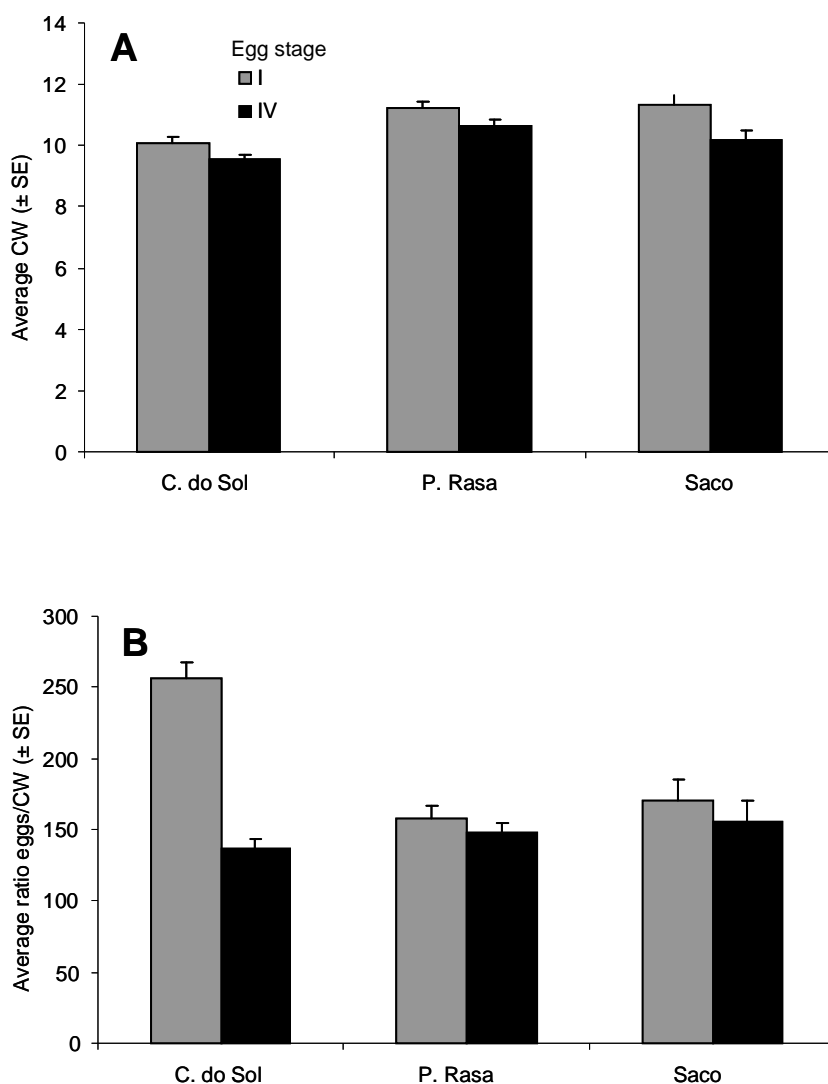 A
Egg stage
I
IV
14
12
10
8
6
4
2
0
Average CW (± SE)
C. do Sol P. Rasa Saco
B
300
250
200
150
100
50
0
Average ratio eggs/CW (± SE)
C. do Sol P. Rasa Saco